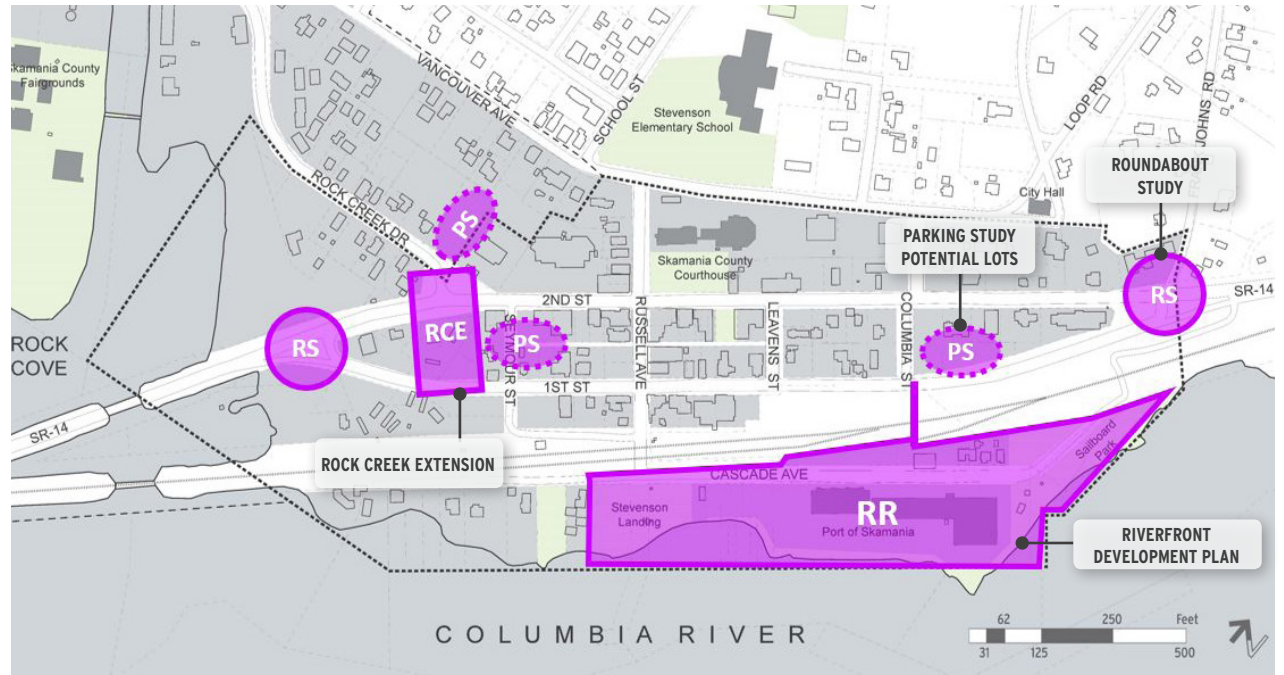 Skamania County
Fairgrounds
VANCOUVER AVE
SCHOOL ST
Stevenson
Elementary School
LOOP RD
JOHNS RD
ROUNDABOUT
STUDY
ROCK CREEK DR
PS
City Hall
PARKING STUDY
POTENTIAL LOTS
Skamania County
Courthouse
RS
SR-14
2ND ST
RUSSELL AVE
LEAVENS ST
COLUMBIA ST
ROCK
COVE
RS
RCE
SEYMOUR ST
PS
PS
1ST ST
SR-14
ROCK CREEK EXTENSION
CASCADE AVE
Sailboard
Park
Stevenson
Landing
RR
Port of Skamania
RIVERFRONT
DEVELOPMENT PLAN
COLUMBIA RIVER
62 250 Feet
31 125 500
N